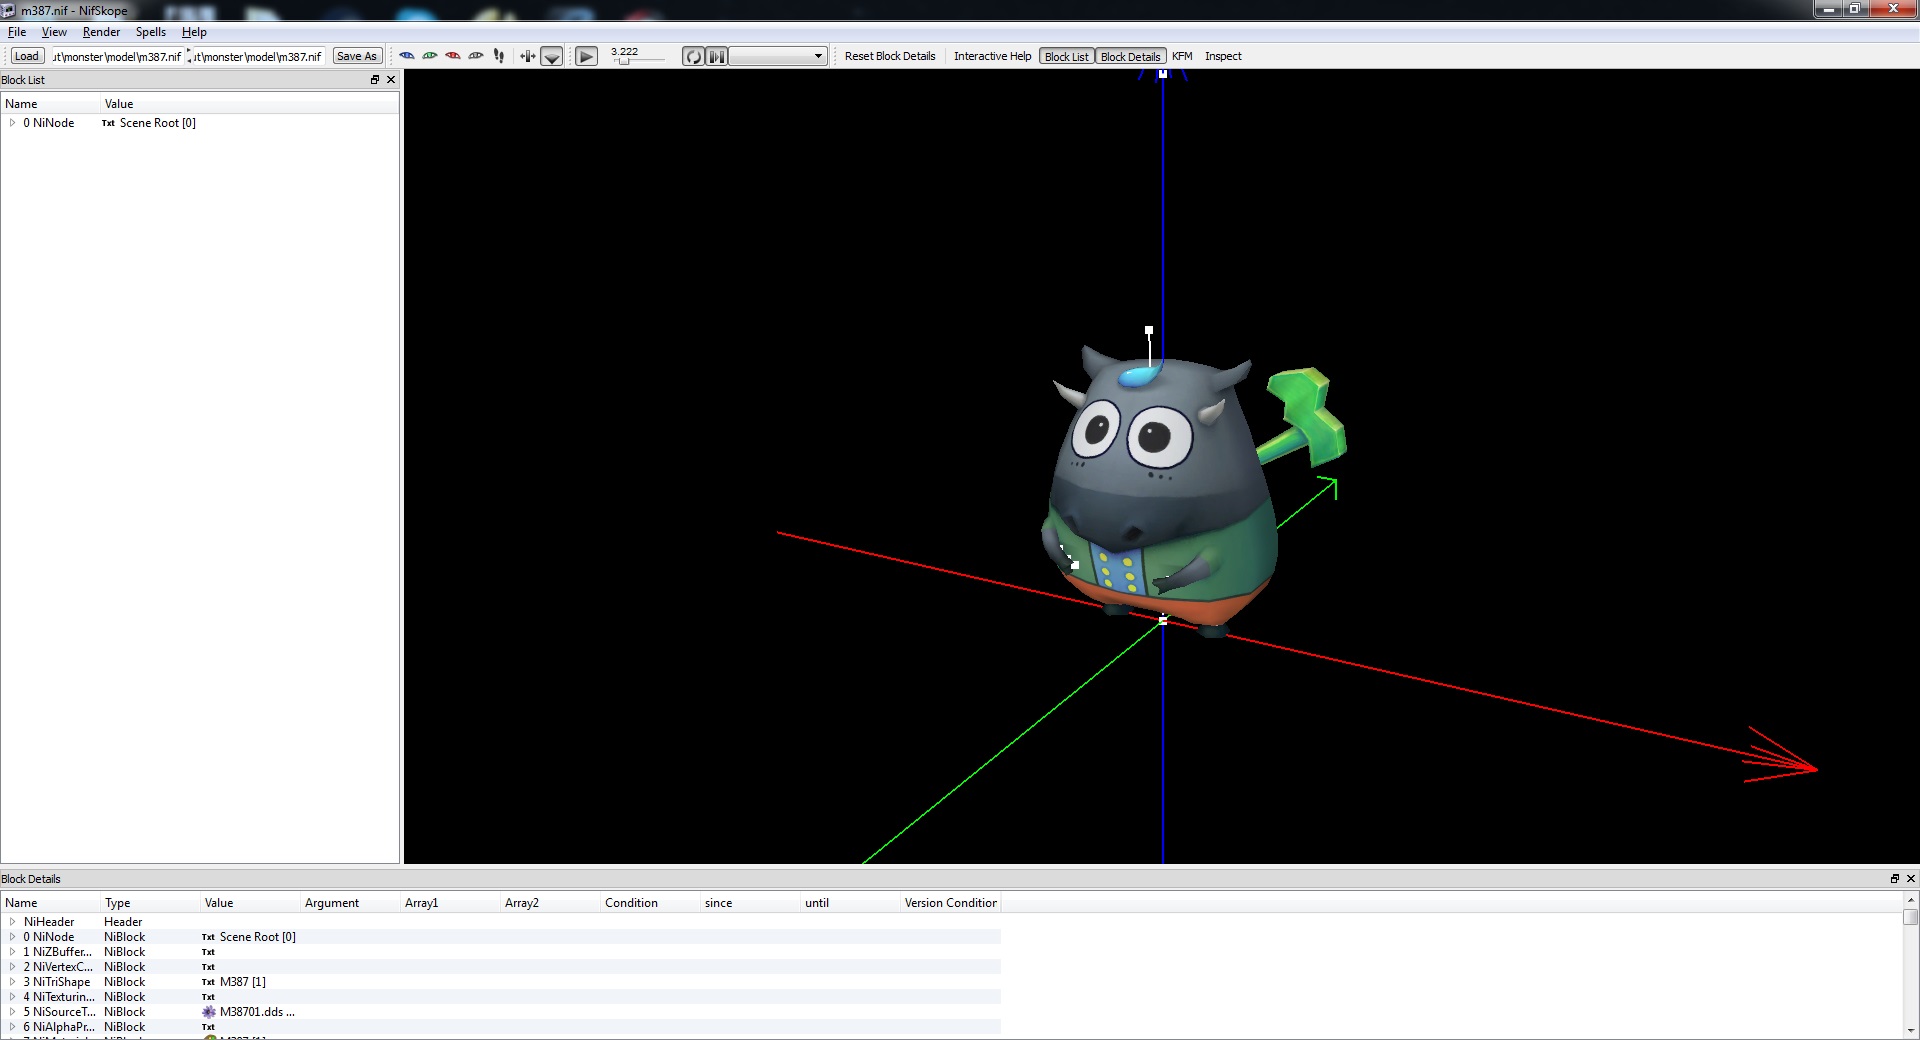 m387.nif - NifSkope
File View Render Spells Help
Load ut\monster\model\m387.nif ut\monster\model\m387.nif Save As 3.222 Reset Block Details Interactive Help Block List Block Details KFM Inspect
Block List
Name Value
0 NiNode Txt Scene Root [0]
Block Details
Name Type Value Argument Array1 Array2 Condition since until Version Condition
NiHeader Header
0 NiNode NiBlock Txt Scene Root [0]
1 NiZBuffer... NiBlock Txt
2 NiVertexC... NiBlock Txt
3 NiTriShape NiBlock Txt M387 [1]
4 NiTexturin... NiBlock Txt
5 NiSourceT... NiBlock M38701.dds ...
6 NiAlphaPr... NiBlock Txt